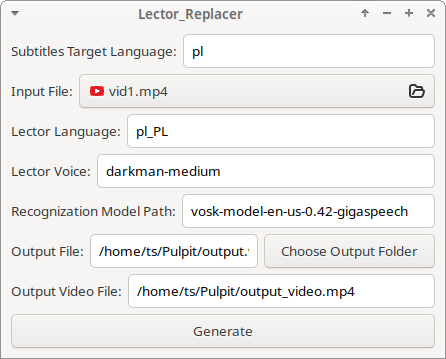 Lector_Replacer
Subtitles Target Language: pl
Input File: vid1.mp4
Lector Language: pl_PL
Lector Voice: darkman-medium
Recognization Model Path: vosk-model-en-us-0.42-gigaspeech
Output File: /home/ts/Pulpit/output. Choose Output Folder
Output Video File: /home/ts/Pulpit/output_video.mp4
Generate